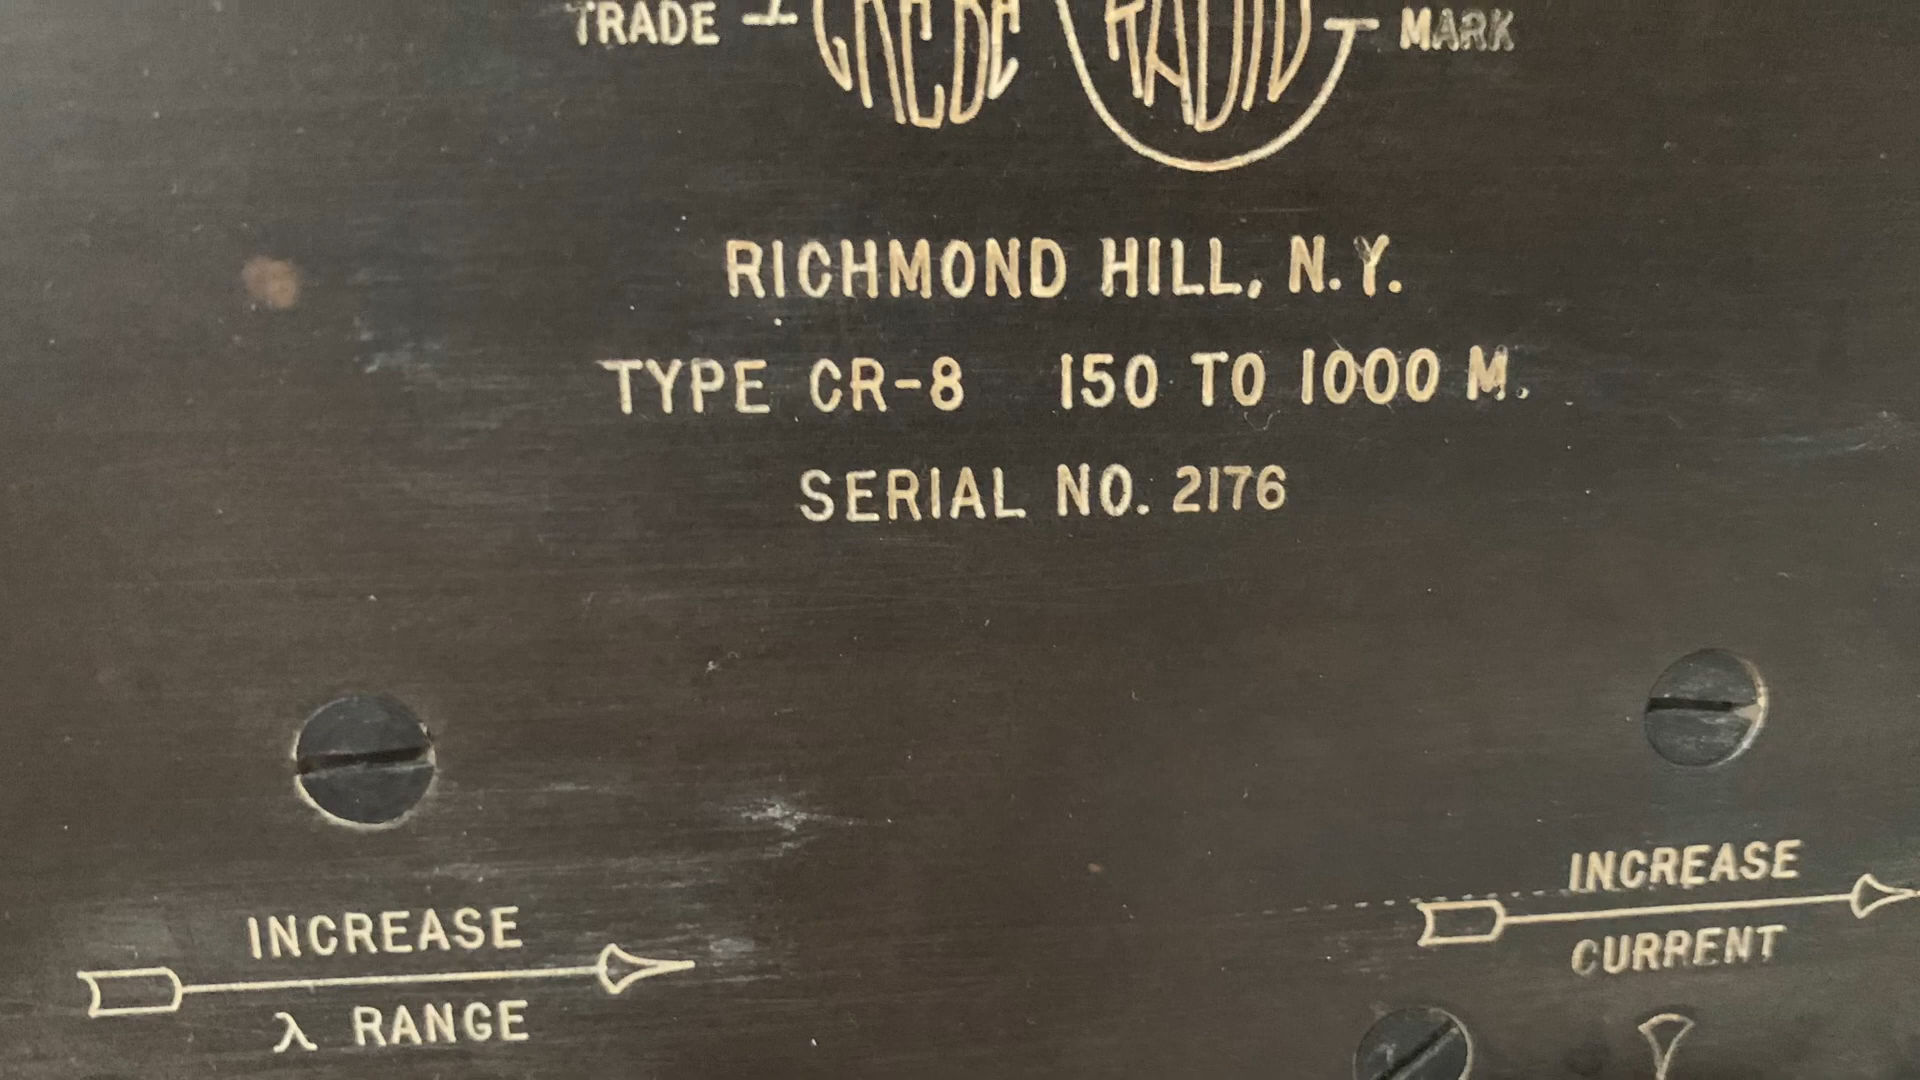 TRADE GREBE RADIO MARK
RICHMOND HILL, N.Y.
TYPE CR-8 150 TO 1000 M.
SERIAL NO. 2176
INCREASE
λ RANGE
INCREASE
CURRENT